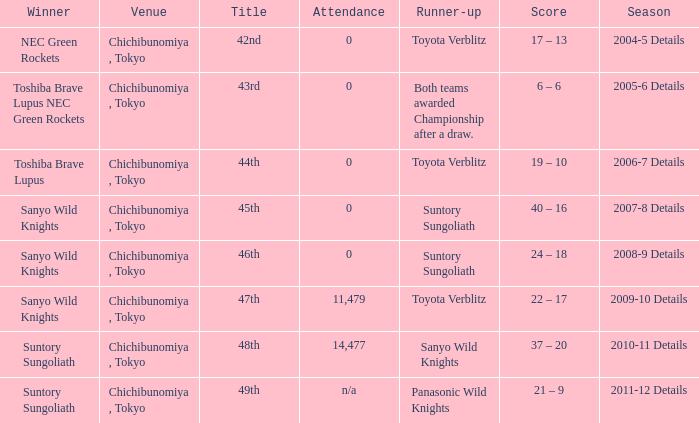 Winner Venue Title Attendance Runner-up Score Season
NEC Green Rockets Chichibunomiya , Tokyo 42nd 0 Toyota Verblitz 17 – 13 2004-5 Details
Toshiba Brave Lupus NEC Green Rockets Chichibunomiya , Tokyo 43rd 0 Both teams awarded Championship after a draw. 6 – 6 2005-6 Details
Toshiba Brave Lupus Chichibunomiya , Tokyo 44th 0 Toyota Verblitz 19 – 10 2006-7 Details
Sanyo Wild Knights Chichibunomiya , Tokyo 45th 0 Suntory Sungoliath 40 – 16 2007-8 Details
Sanyo Wild Knights Chichibunomiya , Tokyo 46th 0 Suntory Sungoliath 24 – 18 2008-9 Details
Sanyo Wild Knights Chichibunomiya , Tokyo 47th 11,479 Toyota Verblitz 22 – 17 2009-10 Details
Suntory Sungoliath Chichibunomiya , Tokyo 48th 14,477 Sanyo Wild Knights 37 – 20 2010-11 Details
Suntory Sungoliath Chichibunomiya , Tokyo 49th n/a Panasonic Wild Knights 21 – 9 2011-12 Details